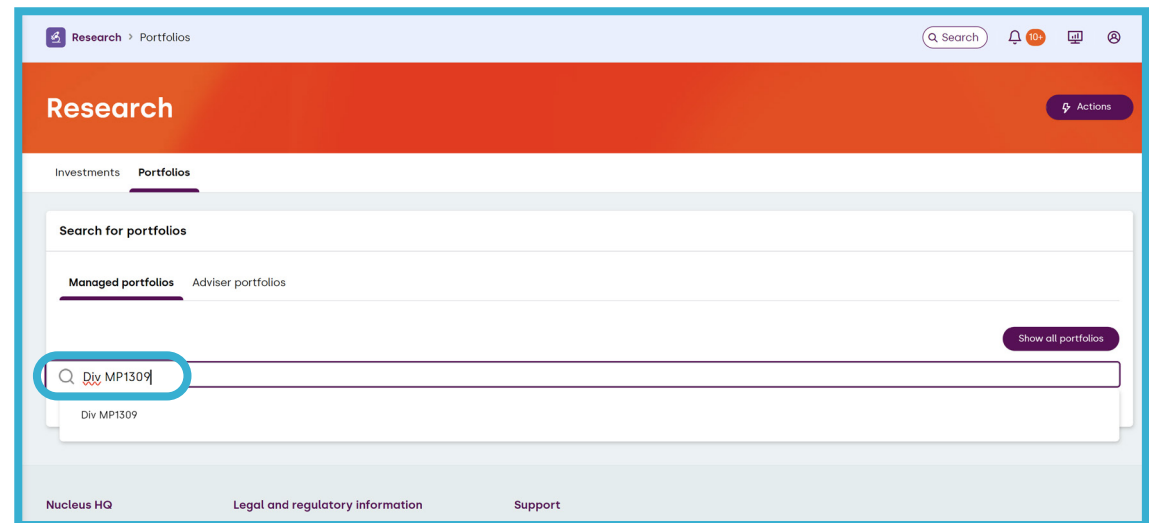 Research > Portfolios
Search
10+
Research
Actions
Investments
Portfolios
Search for portfolios
Managed portfolios
Adviser portfolios
Show all portfolios
Div MP1309
Div MP1309
Nucleus HQ
Legal and regulatory information
Support